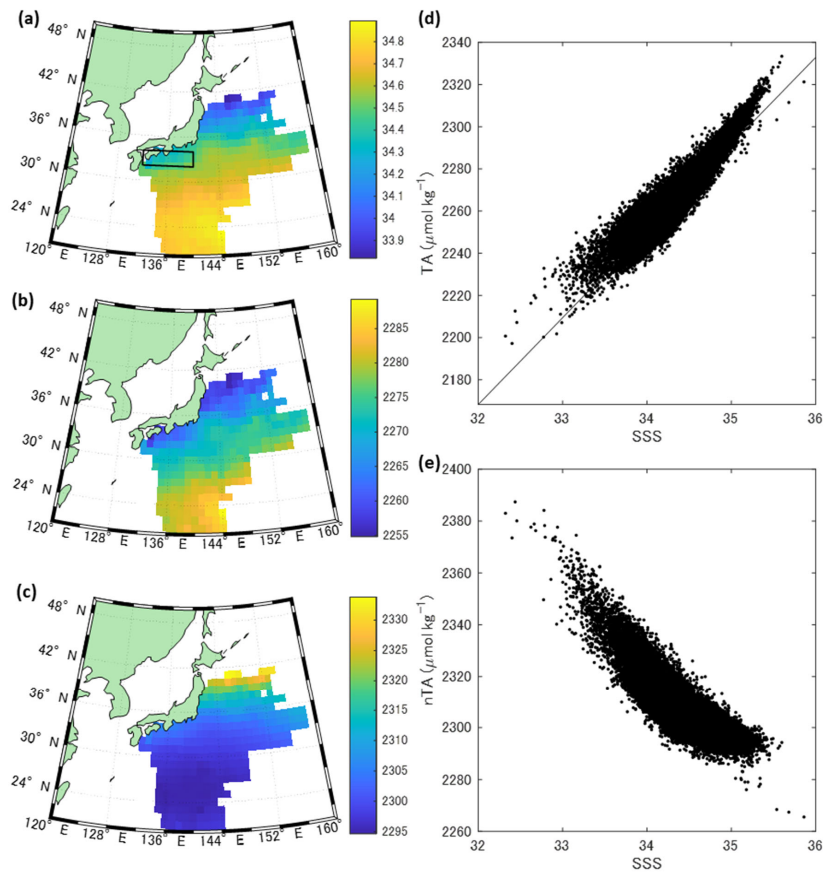 (a)
48° N
42° N
36° N
30° N
24° N
120° E 128° E 136° E 144° E 152° E 160° E
34.8
34.7
34.6
34.5
34.4
34.3
34.2
34.1
34
33.9
(b)
48° N
42° N
36° N
30° N
24° N
120° E 128° E 136° E 144° E 152° E 160° E
2285
2280
2275
2270
2265
2260
2255
(c)
48° N
42° N
36° N
30° N
24° N
120° E 128° E 136° E 144° E 152° E 160° E
2330
2325
2320
2315
2310
2305
2300
2295
(d)
2340
2320
2300
2280
2260
2240
2220
2200
2180
TA (μmol kg⁻¹)
32 33 34 35 36
SSS
(e)
2400
2380
2360
2340
2320
2300
2280
2260
nTA (μmol kg⁻¹)
32 33 34 35 36
SSS